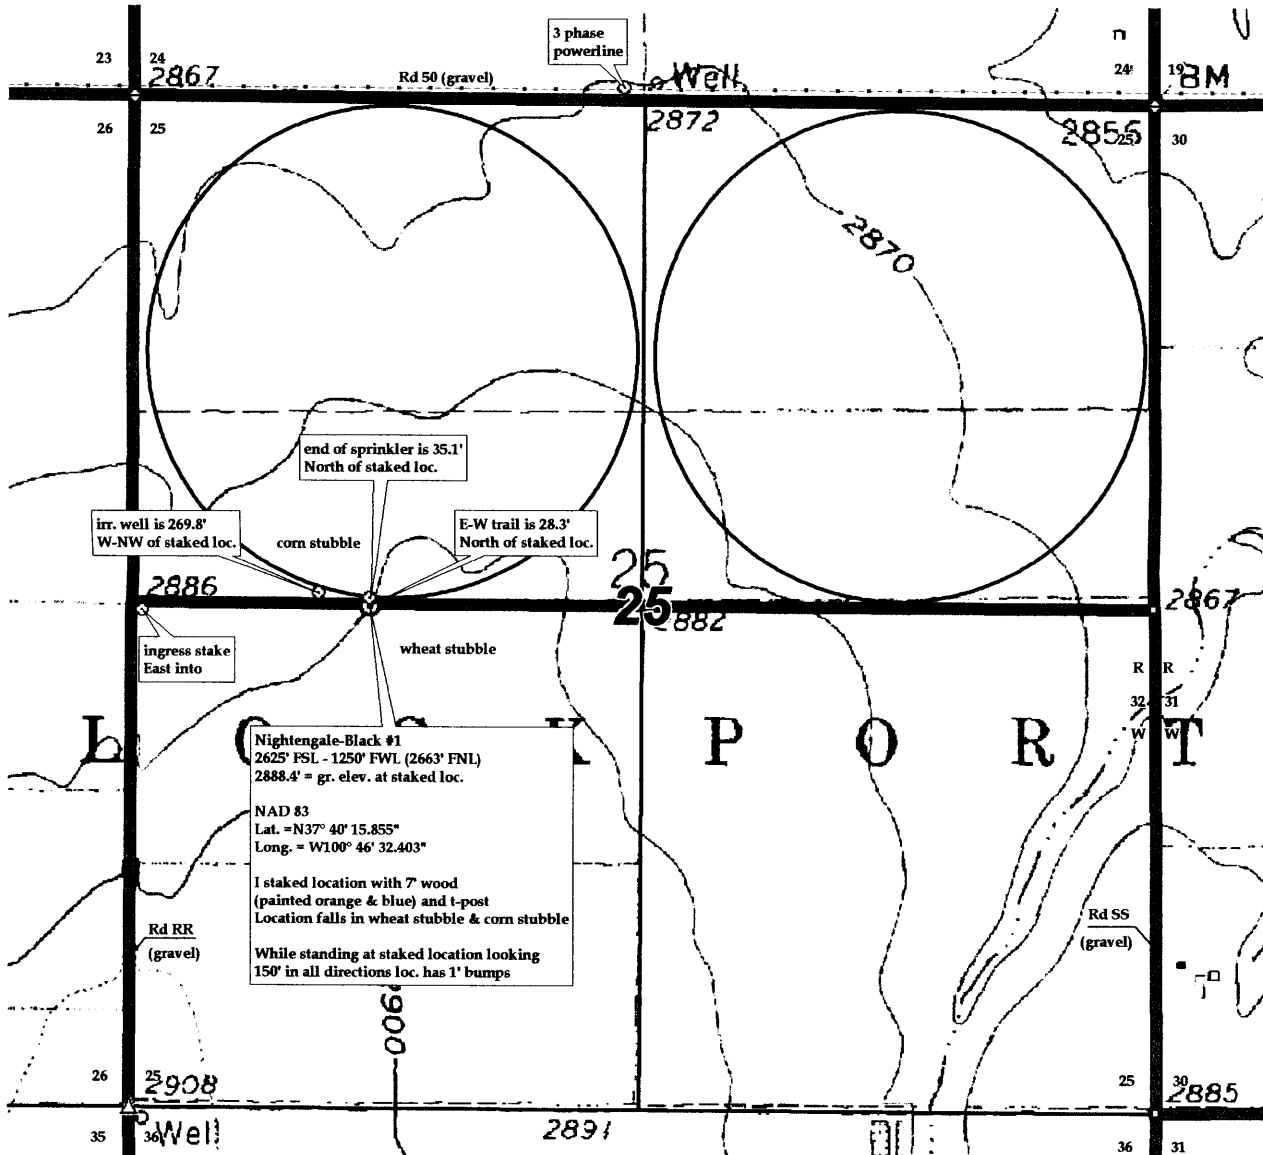 3 phase
powerline
23
24
2867
Rd 50 (gravel)
Well
24
19
BM
26
25
2872
2855
25
30
2870
end of sprinkler is 35.1'
North of staked loc.
irr. well is 269.8'
W-NW of staked loc.
corn stubble
E-W trail is 28.3'
North of staked loc.
25
2886
25
2882
2867
ingress stake
East into
wheat stubble
R R
32 31
W W
L O C K P O R T
Nightengale-Black #1
2625' FSL - 1250' FWL (2663' FNL)
2888.4' = gr. elev. at staked loc.
NAD 83
Lat. =N37° 40' 15.855"
Long. = W100° 46' 32.403"
I staked location with 7' wood
(painted orange & blue) and t-post
Location falls in wheat stubble & corn stubble
While standing at staked location looking
150' in all directions loc. has 1' bumps
Rd RR
(gravel)
Rd SS
(gravel)
2900
26
25
2908
25
30
2885
35
36
Well
2891
36
31